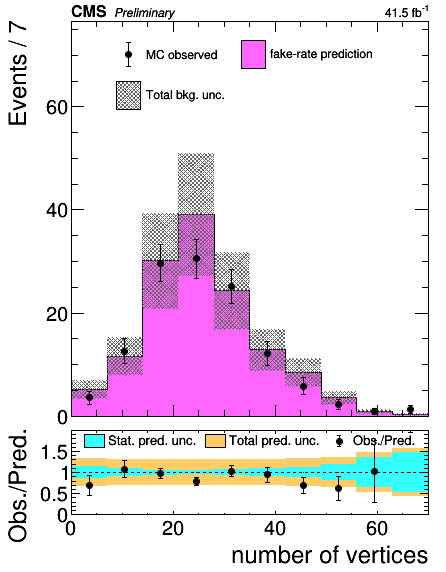 CMS Preliminary 41.5 fb⁻¹
Events / 7
MC observed
fake-rate prediction
Total bkg. unc.
60
40
20
0
Obs./Pred.
Stat. pred. unc. Total pred. unc. Obs./Pred.
1.5
1
0.5
0
0 20 40 60
number of vertices